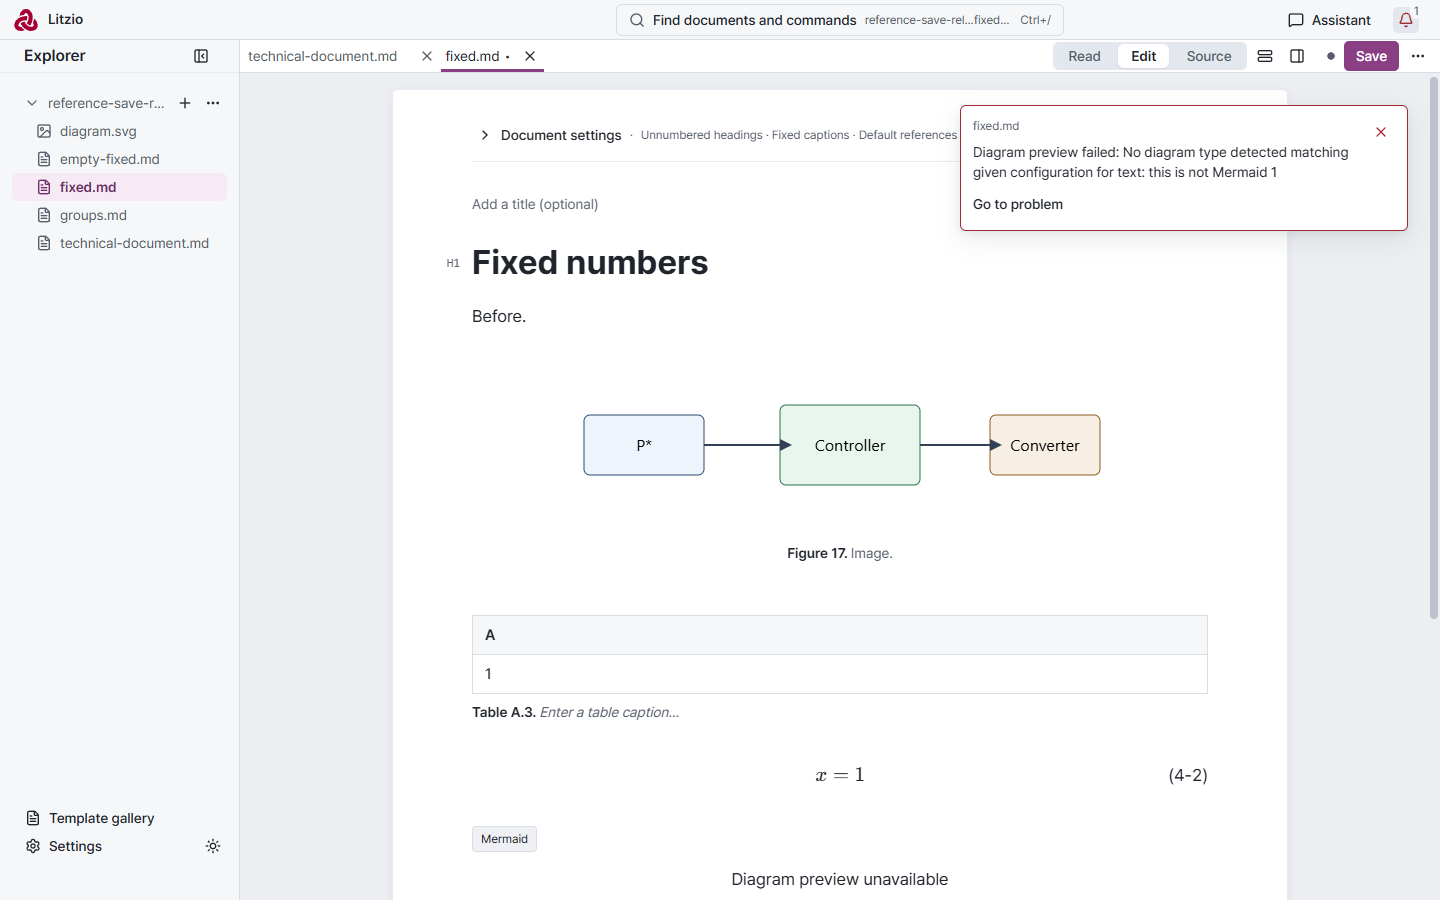 Litzio
Find documents and commands reference-save-rel...fixed... Ctrl+/
Assistant
1
Explorer
technical-document.md
fixed.md •
Read
Edit
Source
Save
reference-save-r...
diagram.svg
empty-fixed.md
fixed.md
groups.md
technical-document.md
Template gallery
Settings
Document settings · Unnumbered headings · Fixed captions · Default references
fixed.md
Diagram preview failed: No diagram type detected matching
given configuration for text: this is not Mermaid 1
Go to problem
Add a title (optional)
H1 Fixed numbers
Before.
P*
Controller
Converter
Figure 17. Image.
A
1
Table A.3. Enter a table caption...
x = 1 (4-2)
Mermaid
Diagram preview unavailable